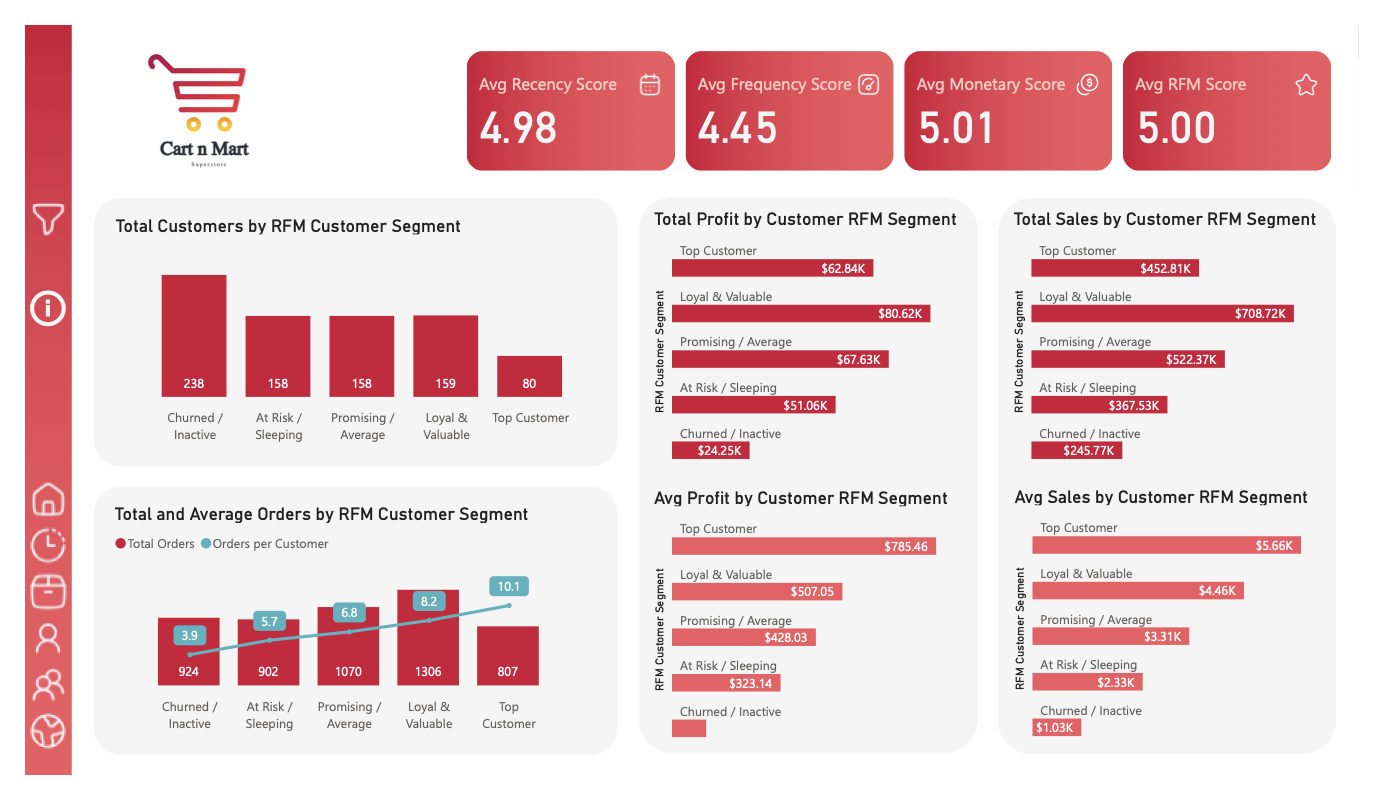 Cart n Mart
Superstore
Avg Recency Score
4.98
Avg Frequency Score
4.45
Avg Monetary Score
5.01
Avg RFM Score
5.00
Total Customers by RFM Customer Segment
238
158
158
159
80
Churned /
Inactive
At Risk /
Sleeping
Promising /
Average
Loyal &
Valuable
Top Customer
Total and Average Orders by RFM Customer Segment
Total Orders
Orders per Customer
3.9
5.7
6.8
8.2
10.1
924
902
1070
1306
807
Churned /
Inactive
At Risk /
Sleeping
Promising /
Average
Loyal &
Valuable
Top
Customer
Total Profit by Customer RFM Segment
RFM Customer Segment
Top Customer
$62.84K
Loyal & Valuable
$80.62K
Promising / Average
$67.63K
At Risk / Sleeping
$51.06K
Churned / Inactive
$24.25K
Avg Profit by Customer RFM Segment
RFM Customer Segment
Top Customer
$785.46
Loyal & Valuable
$507.05
Promising / Average
$428.03
At Risk / Sleeping
$323.14
Churned / Inactive
Total Sales by Customer RFM Segment
RFM Customer Segment
Top Customer
$452.81K
Loyal & Valuable
$708.72K
Promising / Average
$522.37K
At Risk / Sleeping
$367.53K
Churned / Inactive
$245.77K
Avg Sales by Customer RFM Segment
RFM Customer Segment
Top Customer
$5.66K
Loyal & Valuable
$4.46K
Promising / Average
$3.31K
At Risk / Sleeping
$2.33K
Churned / Inactive
$1.03K